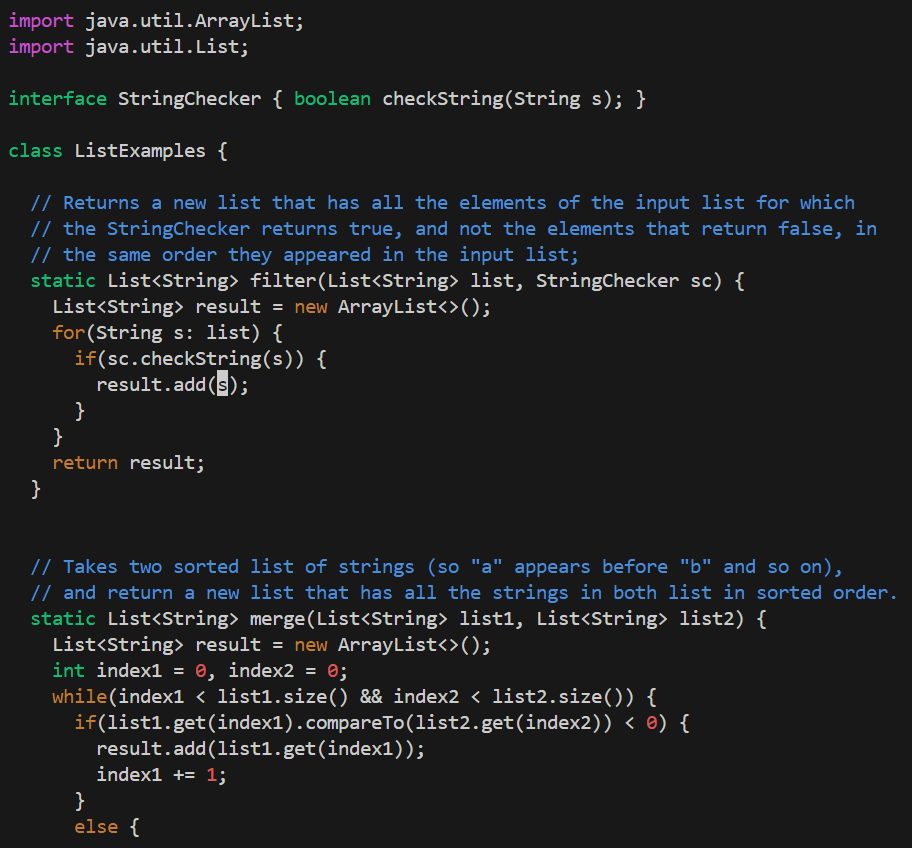 import java.util.ArrayList;
import java.util.List;

interface StringChecker { boolean checkString(String s); }

class ListExamples {

  // Returns a new list that has all the elements of the input list for which
  // the StringChecker returns true, and not the elements that return false, in
  // the same order they appeared in the input list;
  static List<String> filter(List<String> list, StringChecker sc) {
    List<String> result = new ArrayList<>();
    for(String s: list) {
      if(sc.checkString(s)) {
        result.add(s);
      }
    }
    return result;
  }


  // Takes two sorted list of strings (so "a" appears before "b" and so on),
  // and return a new list that has all the strings in both list in sorted order.
  static List<String> merge(List<String> list1, List<String> list2) {
    List<String> result = new ArrayList<>();
    int index1 = 0, index2 = 0;
    while(index1 < list1.size() && index2 < list2.size()) {
      if(list1.get(index1).compareTo(list2.get(index2)) < 0) {
        result.add(list1.get(index1));
        index1 += 1;
      }
      else {